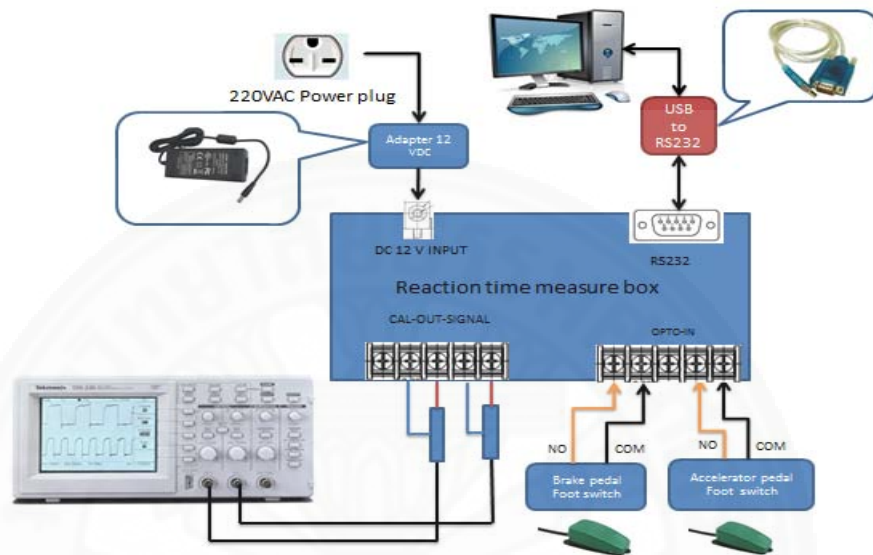 220VAC Power plug
Adapter 12
VDC
USB
to
RS232
DC 12 V INPUT
RS232
Reaction time measure box
CAL-OUT-SIGNAL
OPTO-IN
Tektronix
NO
COM
NO
COM
Brake pedal
Foot switch
Accelerator pedal
Foot switch